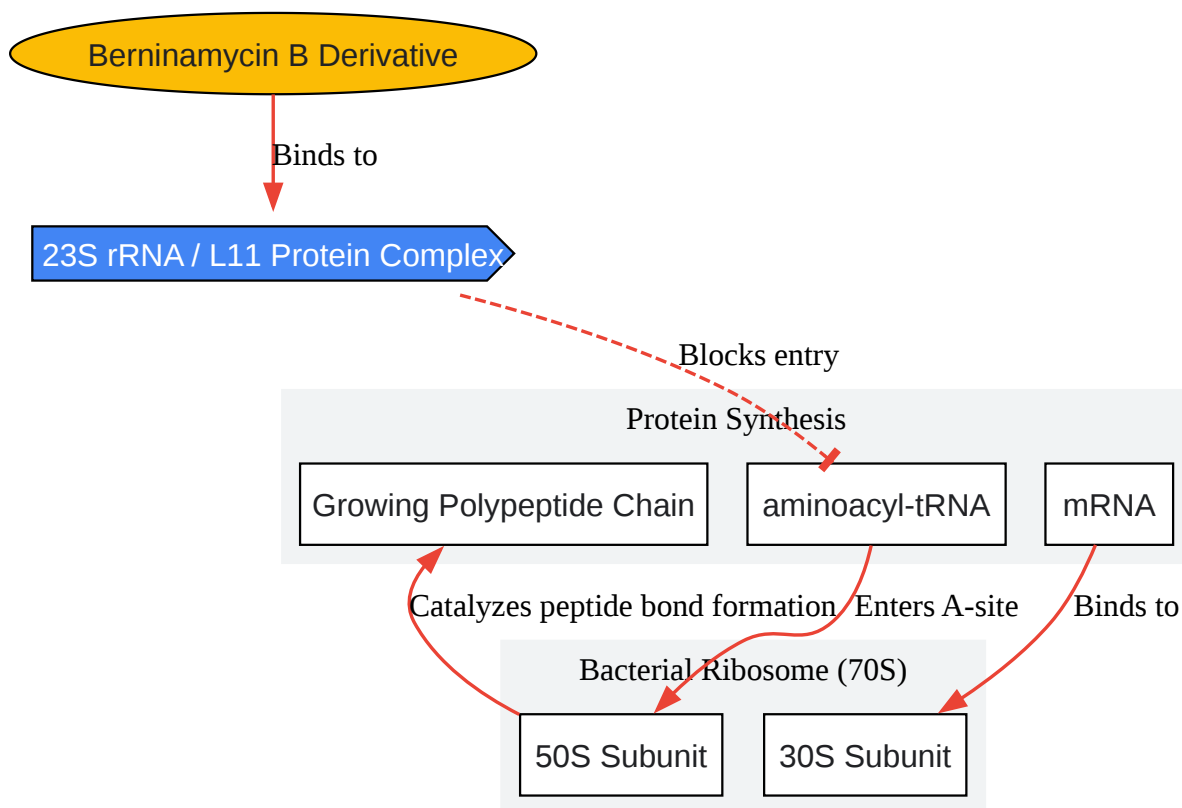 Berninamycin B Derivative
Binds to
23S rRNA / L11 Protein Complex
Blocks entry
Protein Synthesis
Growing Polypeptide Chain
aminoacyl-tRNA
mRNA
Catalyzes peptide bond formation
Enters A-site
Binds to
Bacterial Ribosome (70S)
50S Subunit
30S Subunit